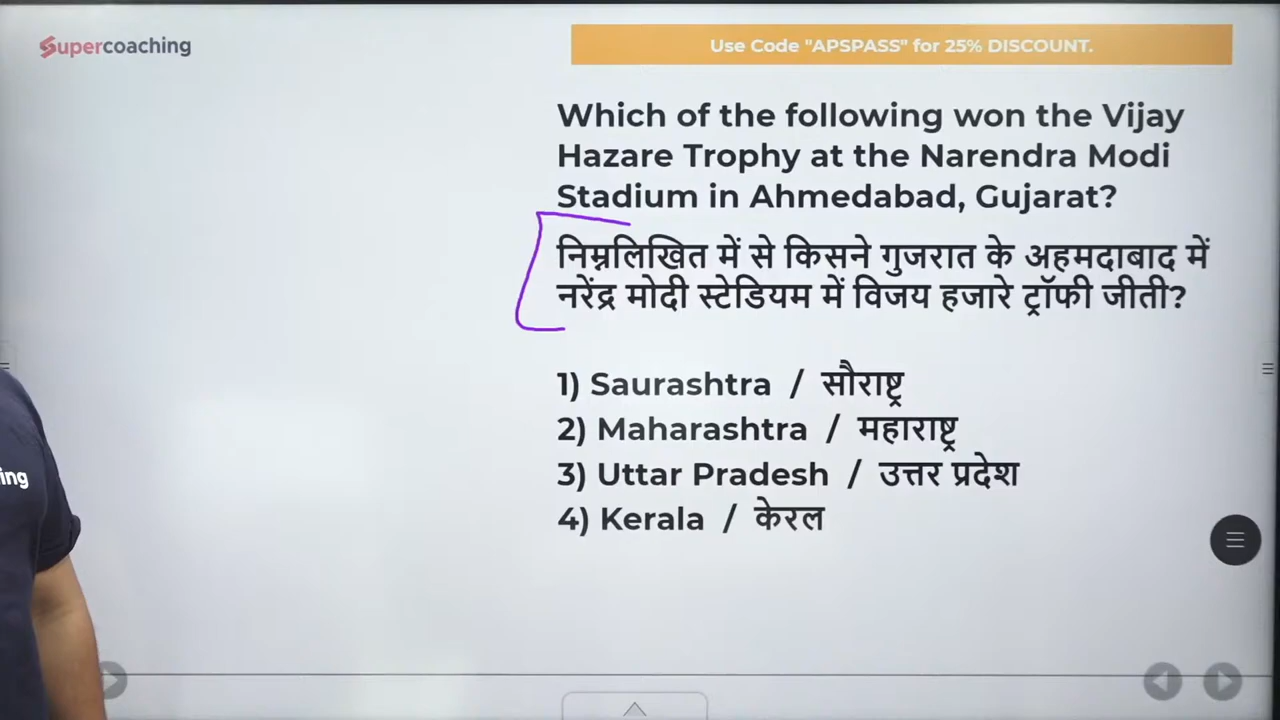 Supercoaching
Use Code "APSPASS" for 25% DISCOUNT.
Which of the following won the Vijay
Hazare Trophy at the Narendra Modi
Stadium in Ahmedabad, Gujarat?
निम्नलिखित में से किसने गुजरात के अहमदाबाद में
नरेंद्र मोदी स्टेडियम में विजय हजारे ट्रॉफी जीती?
1) Saurashtra / सौराष्ट्र
2) Maharashtra / महाराष्ट्र
3) Uttar Pradesh / उत्तर प्रदेश
4) Kerala / केरल
ing